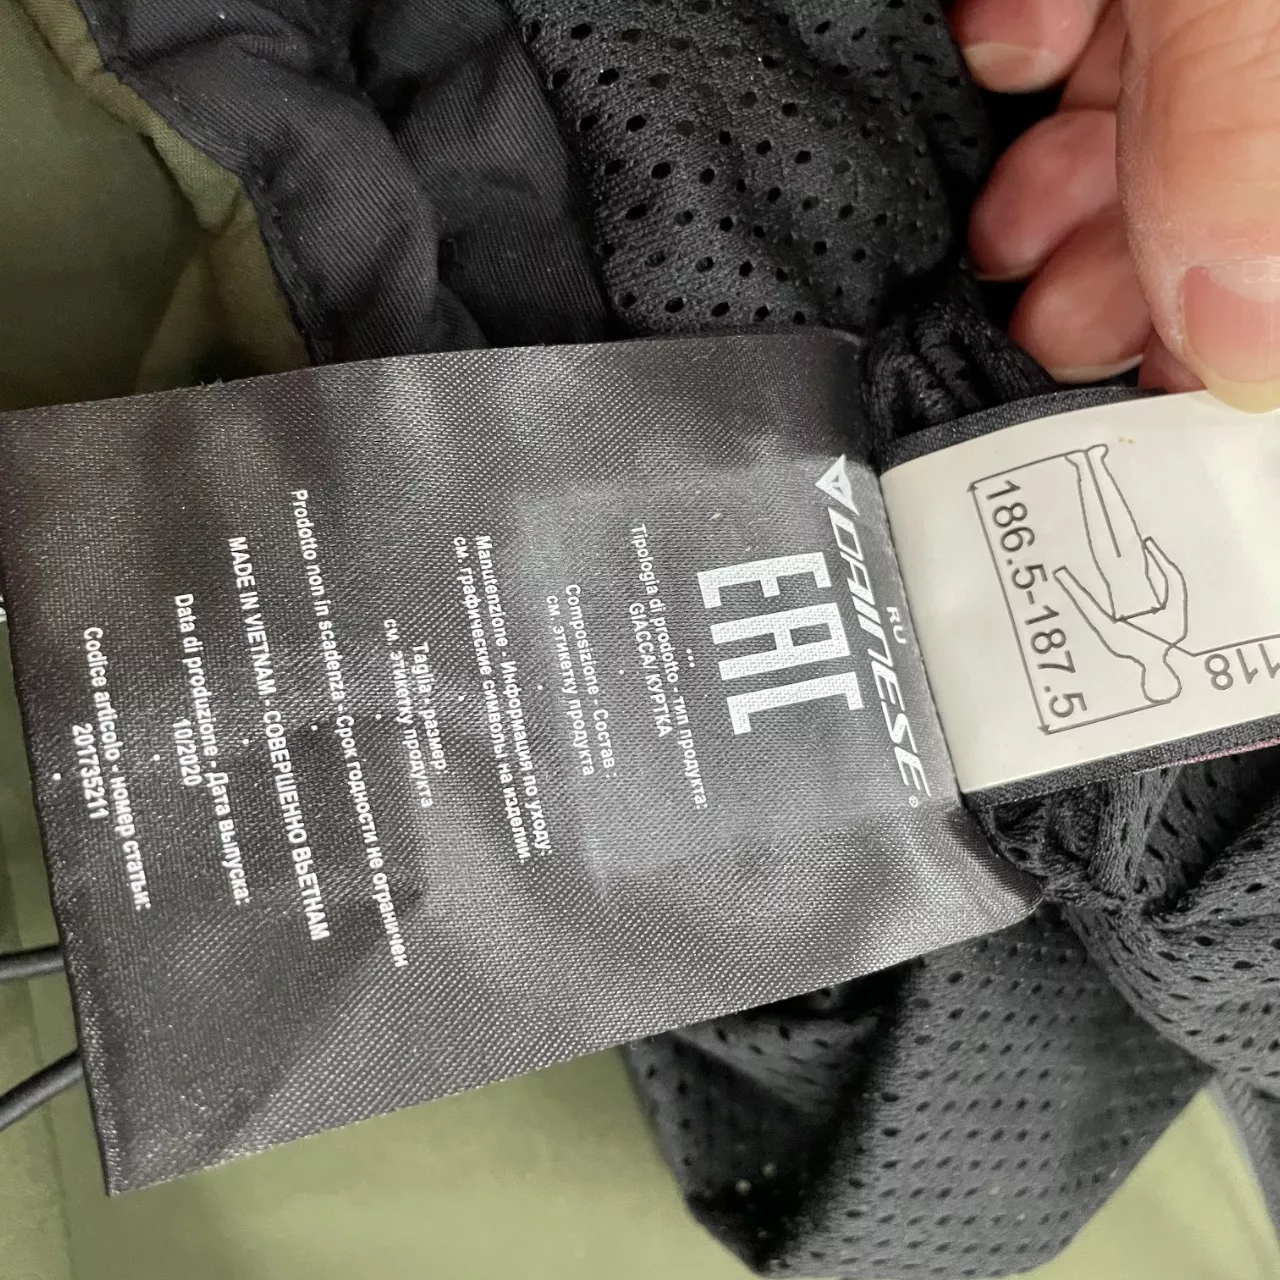 RU
DAINESE®
EAC
Tipologia di prodotto - тип продукта:
GIACCA/ КУРТКА
Composizione - Состав :
см. этикетку продукта
Manutenzione - Информация по уходу:
см. графические символы на изделии.
Taglia - размер:
см. этикетку продукта
Prodotto non in scadenza - Срок годности не ограничен
MADE IN VIETNAM - СОВЕРШЕННО ВЬЕТНАМ
Data di produzione - Дата выпуска:
10/2020
Codice articolo - номер статьи:
201735211
186.5-187.5
118